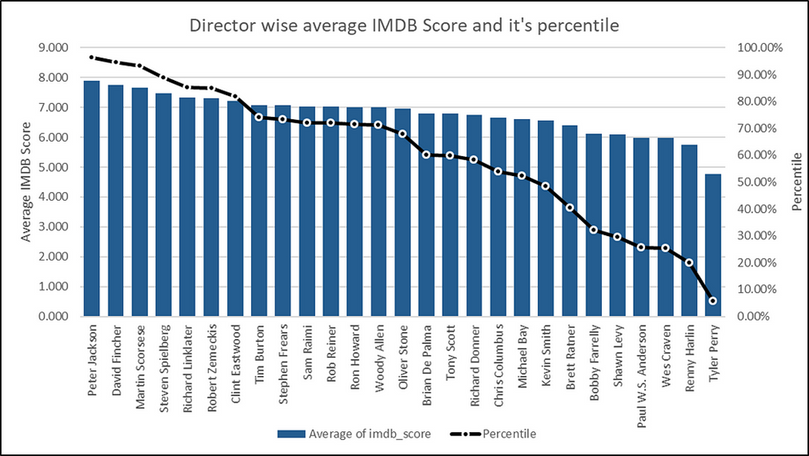 Director wise average IMDB Score and it's percentile
Average IMDB Score
9.000
8.000
7.000
6.000
5.000
4.000
3.000
2.000
1.000
0.000
100.00%
90.00%
80.00%
70.00%
60.00%
50.00%
40.00%
30.00%
20.00%
10.00%
0.00%
Percentile
Peter Jackson
David Fincher
Martin Scorsese
Steven Spielberg
Richard Linklater
Robert Zemeckis
Clint Eastwood
Tim Burton
Stephen Frears
Sam Raimi
Rob Reiner
Ron Howard
Woody Allen
Oliver Stone
Brian De Palma
Tony Scott
Richard Donner
Chris Columbus
Michael Bay
Kevin Smith
Brett Ratner
Bobby Farrelly
Shawn Levy
Paul W.S. Anderson
Wes Craven
Renny Harlin
Tyler Perry
Average of imdb_score
Percentile